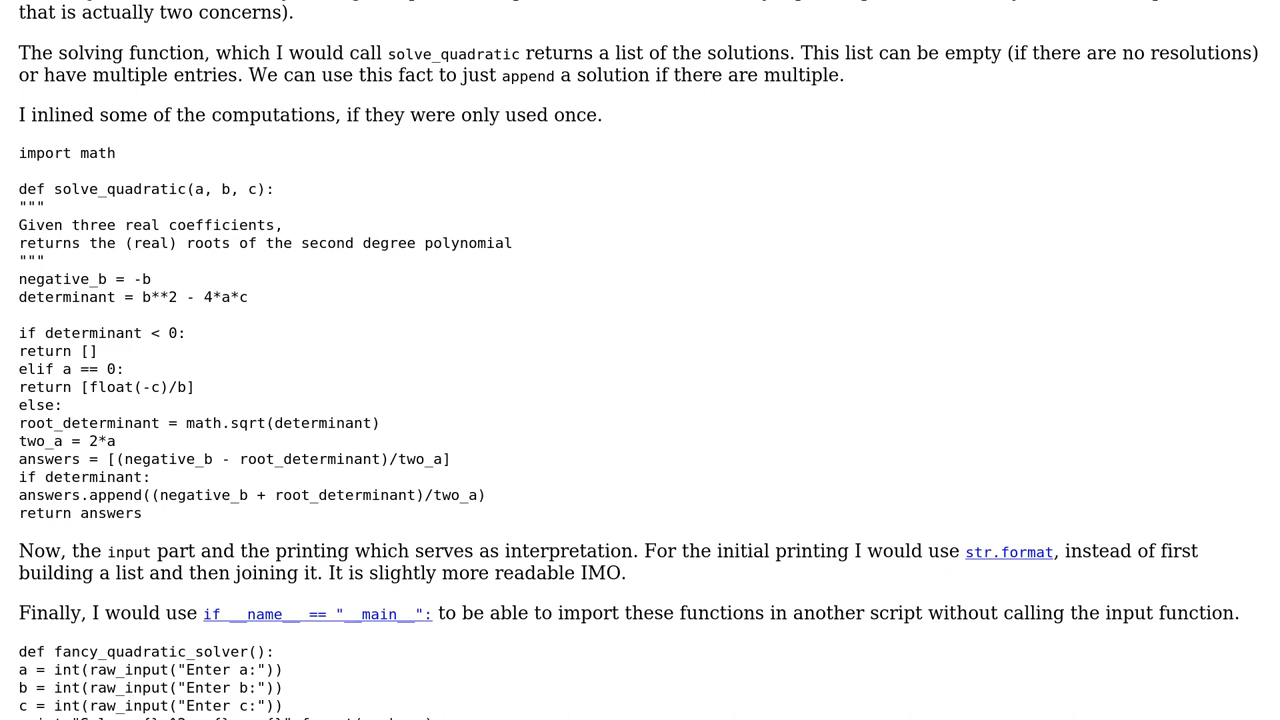 that is actually two concerns).
The solving function, which I would call solve_quadratic returns a list of the solutions. This list can be empty (if there are no resolutions)
or have multiple entries. We can use this fact to just append a solution if there are multiple.
I inlined some of the computations, if they were only used once.
import math
def solve_quadratic(a, b, c):
"""
Given three real coefficients,
returns the (real) roots of the second degree polynomial
"""
negative_b = -b
determinant = b**2 - 4*a*c
if determinant < 0:
return []
elif a == 0:
return [float(-c)/b]
else:
root_determinant = math.sqrt(determinant)
two_a = 2*a
answers = [(negative_b - root_determinant)/two_a]
if determinant:
answers.append((negative_b + root_determinant)/two_a)
return answers
Now, the input part and the printing which serves as interpretation. For the initial printing I would use str.format, instead of first
building a list and then joining it. It is slightly more readable IMO.
Finally, I would use if __name__ == "__main__": to be able to import these functions in another script without calling the input function.
def fancy_quadratic_solver():
a = int(raw_input("Enter a:"))
b = int(raw_input("Enter b:"))
c = int(raw_input("Enter c:"))